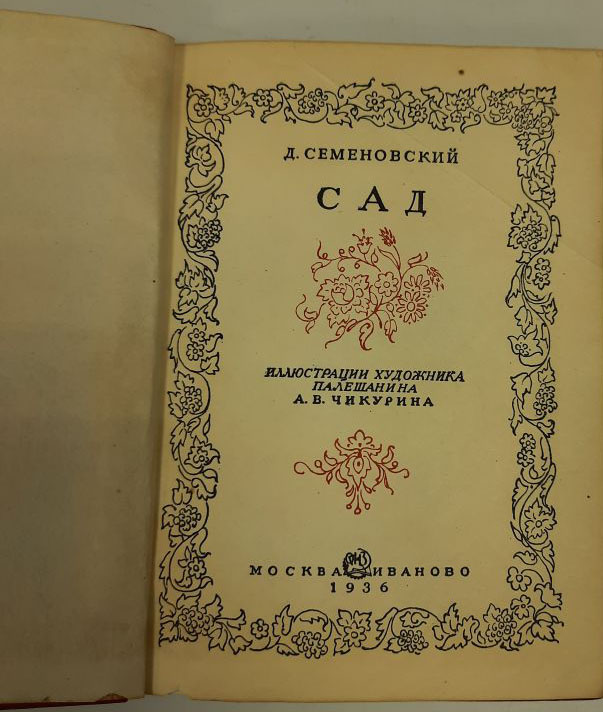 Д. СЕМЕНОВСКИЙ
САД
ИЛЛЮСТРАЦИИ ХУДОЖНИКА
ПАЛЕШАНИНА
А. В. ЧИКУРИНА
МОСКВА ИВАНОВО
1936